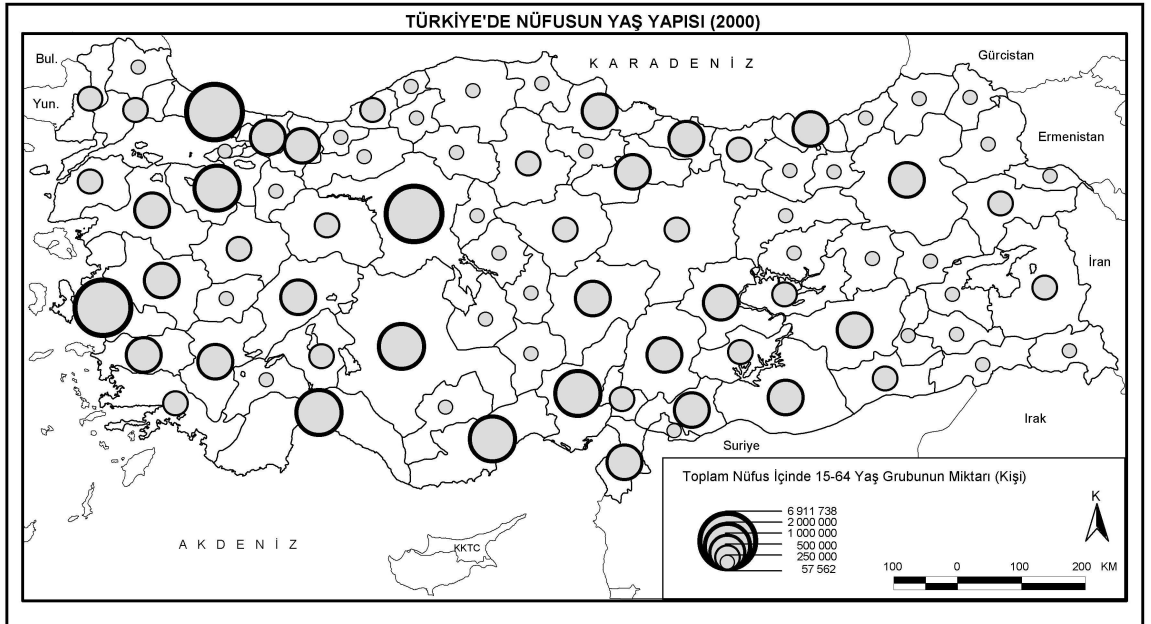 TÜRKİYE'DE NÜFUSUN YAŞ YAPISI (2000)
Bul.
KARADENİZ
Gürcistan
Yun.
Ermenistan
İran
Irak
Suriye
AKDENİZ
KKTC
Toplam Nüfus İçinde 15-64 Yaş Grubunun Miktarı (Kişi)
6 911 738
2 000 000
1 000 000
500 000
250 000
57 562
K
100 0 100 200 KM